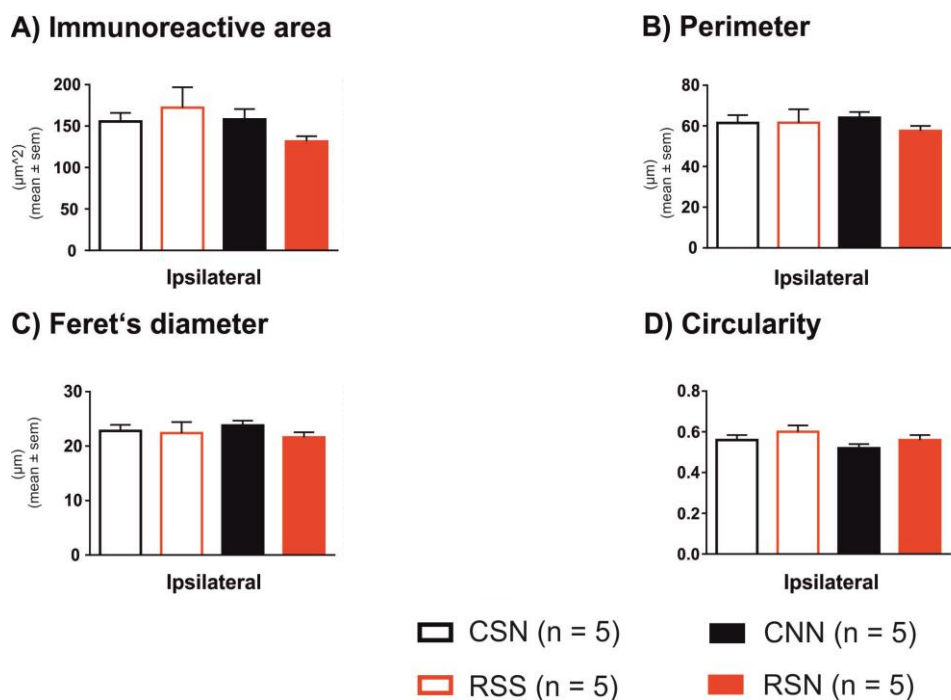 A) Immunoreactive area
B) Perimeter
200
150
100
50
0
(µm^2)
(mean ± sem)
Ipsilateral
80
60
40
20
0
(µm)
(mean ± sem)
Ipsilateral
C) Feret‘s diameter
D) Circularity
30
20
10
0
(µm)
(mean ± sem)
Ipsilateral
0.8
0.6
0.4
0.2
0.0
Ipsilateral
CSN (n = 5)
CNN (n = 5)
RSS (n = 5)
RSN (n = 5)